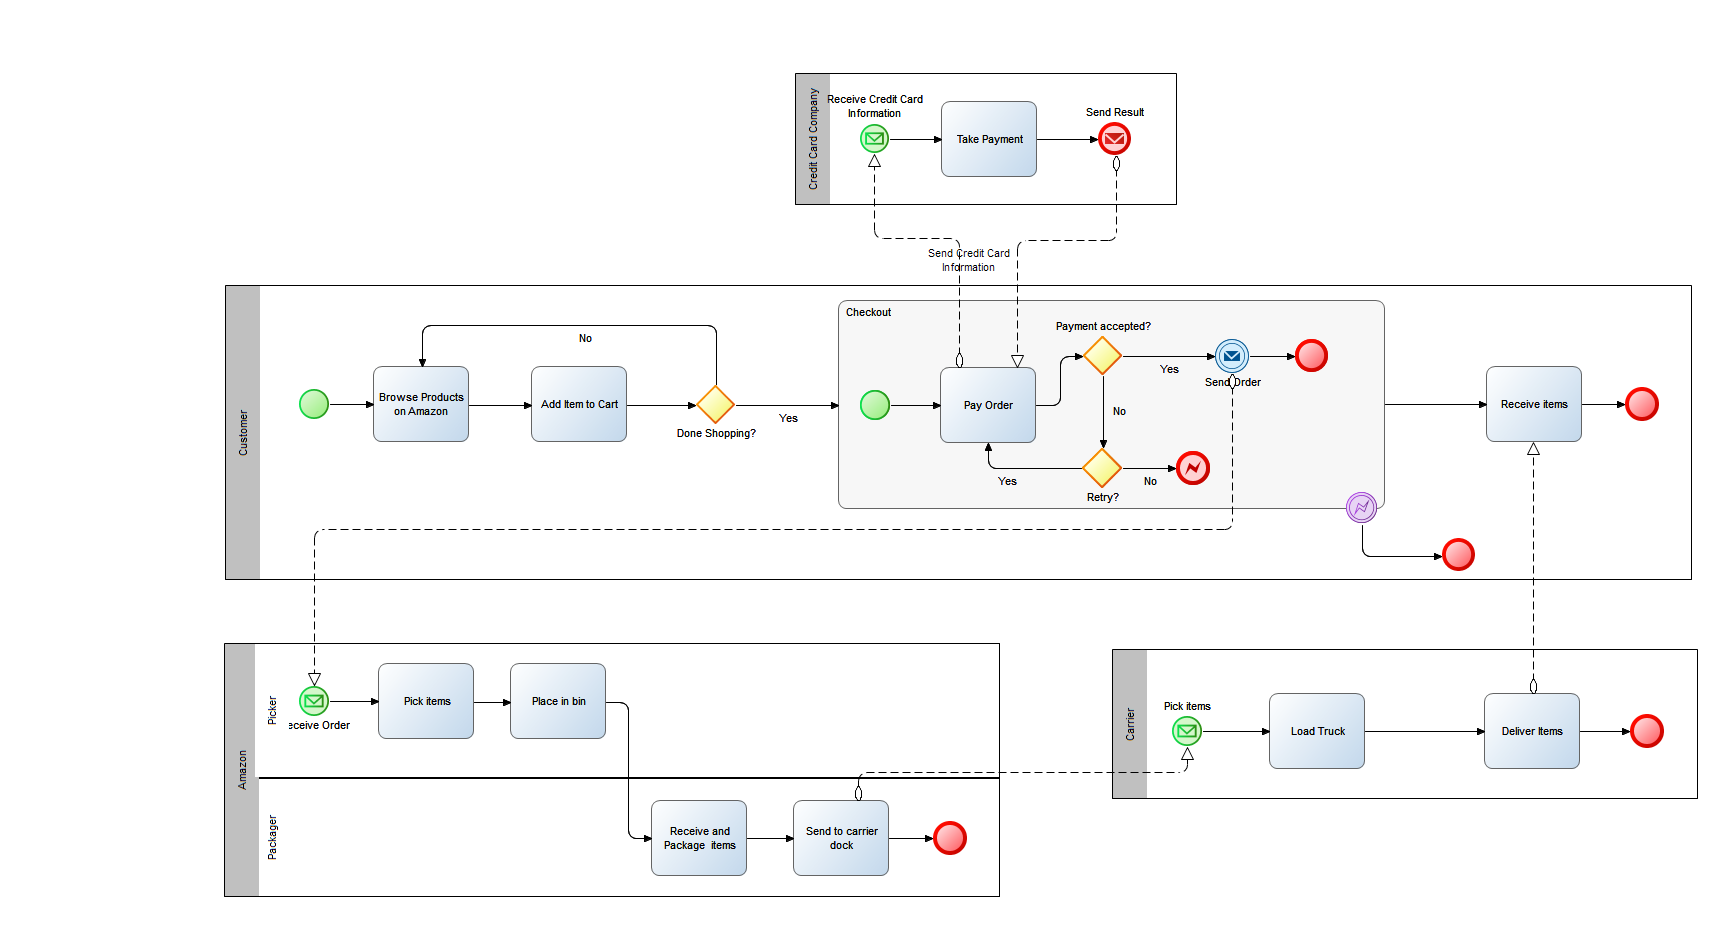 Credit Card Company
Receive Credit Card
Information
Take Payment
Send Result
Send Credit Card
Information
Customer
No
Browse Products
on Amazon
Add Item to Cart
Done Shopping?
Yes
Checkout
Pay Order
Payment accepted?
Yes
Send Order
No
Yes
Retry?
No
Receive items
Amazon
Picker
eceive Order
Pick items
Place in bin
Packager
Receive and
Package items
Send to carrier
dock
Carrier
Pick items
Load Truck
Deliver Items